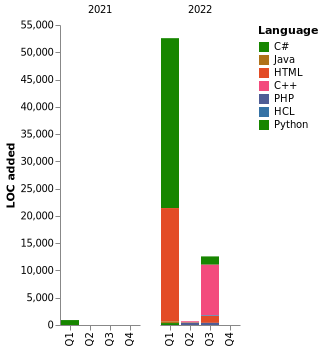 2021 2022
Language
C#
Java
HTML
C++
PHP
HCL
Python
LOC added
55,000
50,000
45,000
40,000
35,000
30,000
25,000
20,000
15,000
10,000
5,000
0
Q1 Q2 Q3 Q4 Q1 Q2 Q3 Q4